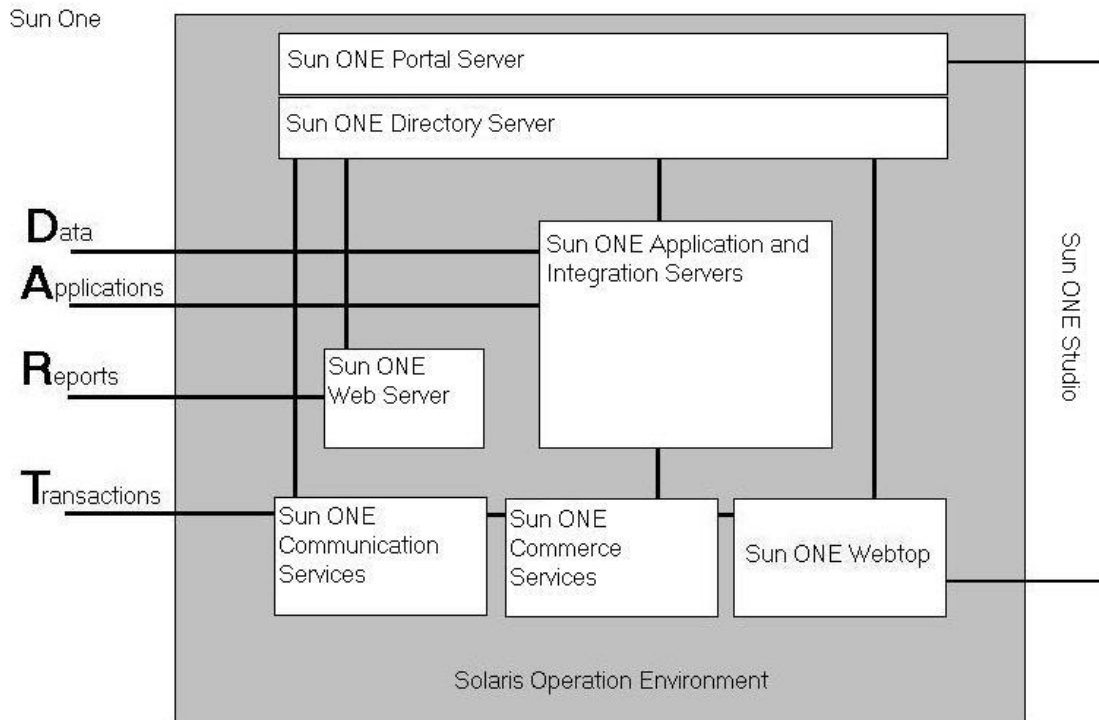 Sun One
Sun ONE Portal Server
Sun ONE Directory Server
Data
Applications
Reports
Transactions
Sun ONE Application and
Integration Servers
Sun ONE
Web Server
Sun ONE
Communication
Services
Sun ONE
Commerce
Services
Sun ONE Webtop
Sun ONE Studio
Solaris Operation Environment